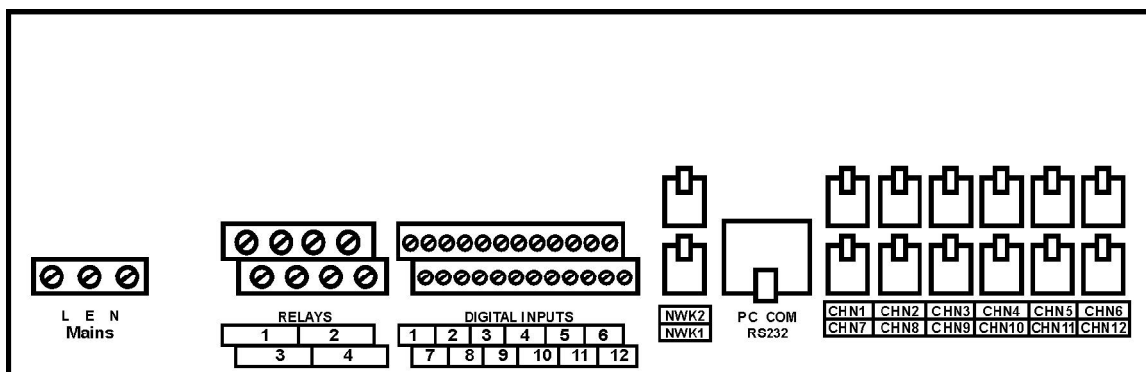 L E N
Mains
RELAYS
1 2
3 4
DIGITAL INPUTS
1 2 3 4 5 6
7 8 9 10 11 12
NWK2
NWK1
PC COM
RS232
CHN1 CHN2 CHN3 CHN4 CHN5 CHN6
CHN7 CHN8 CHN9 CHN10 CHN11 CHN12